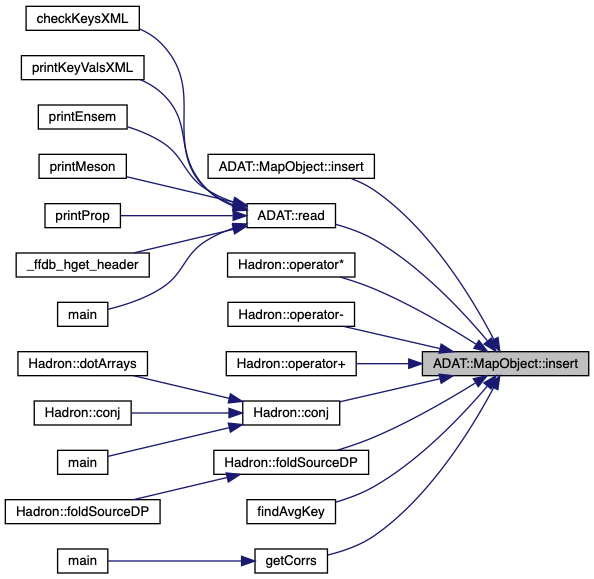 checkKeysXML
printKeyValsXML
printEnsem
printMeson
ADAT::MapObject::insert
printProp
ADAT::read
_ffdb_hget_header
Hadron::operator*
main
Hadron::operator-
Hadron::dotArrays
Hadron::operator+
ADAT::MapObject::insert
Hadron::conj
Hadron::conj
main
Hadron::foldSourceDP
Hadron::foldSourceDP
findAvgKey
main
getCorrs